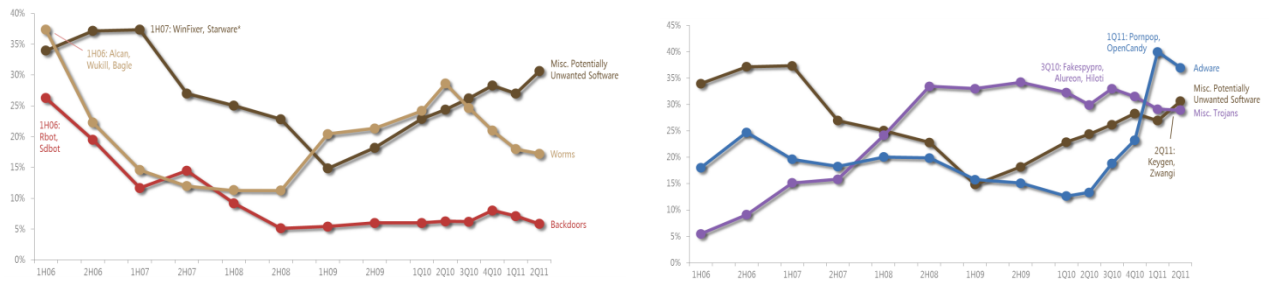 40%
35%
30%
25%
20%
15%
10%
5%
0%
1H06
2H06
1H07
2H07
1H08
2H08
1H09
2H09
1Q10
2Q10
3Q10
4Q10
1Q11
2Q11
1H07: WinFixer, Starware*
1H06: Alcan,
Wukill, Bagle
1H06:
Rbot,
Sdbot
Misc. Potentially
Unwanted Software
Worms
Backdoors
45%
40%
35%
30%
25%
20%
15%
10%
5%
0%
1H06
2H06
1H07
2H07
1H08
2H08
1H09
2H09
1Q10
2Q10
3Q10
4Q10
1Q11
2Q11
1Q11: Pornpop,
OpenCandy
3Q10: Fakespypro,
Alureon, Hiloti
Adware
Misc. Potentially
Unwanted Software
Misc. Trojans
2Q11:
Keygen,
Zwangi